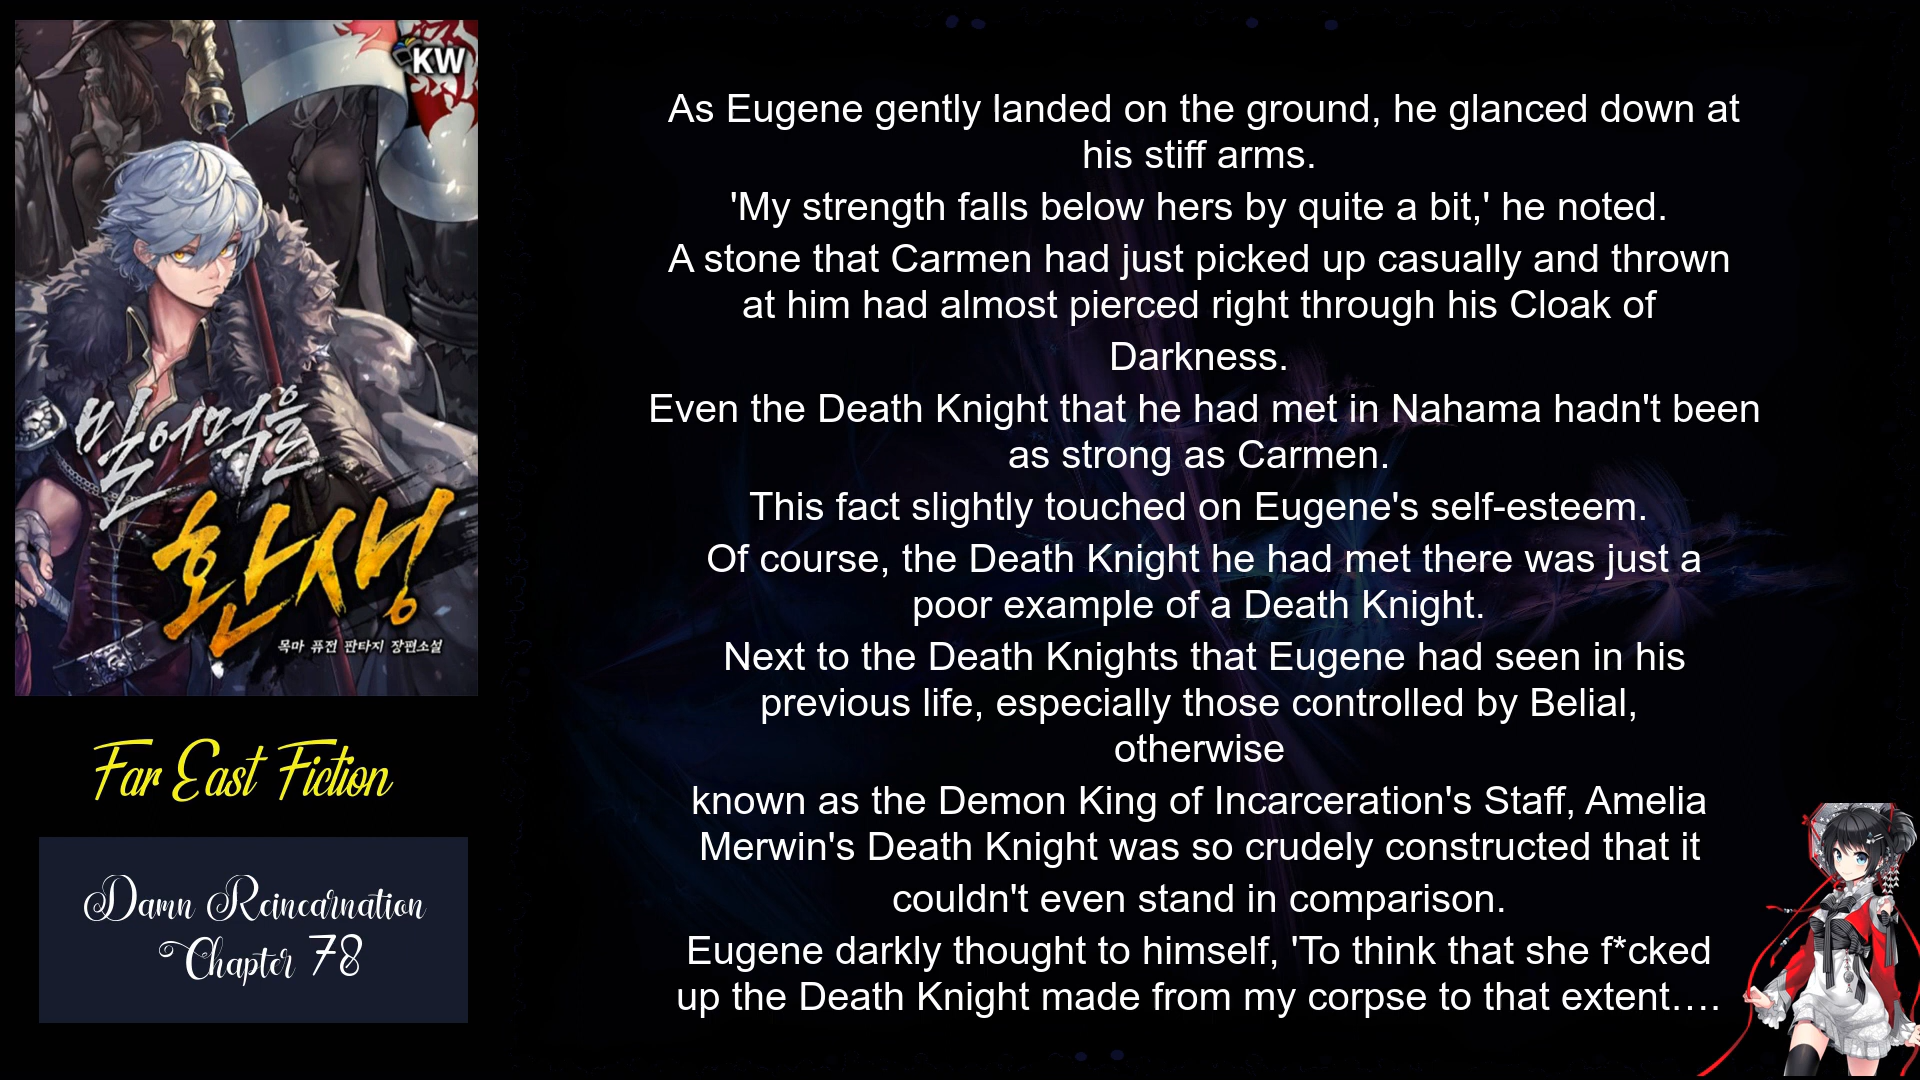 KW
빌어먹을
환생
목마 퓨전 판타지 장편소설
Far East Fiction
Damn Reincarnation
Chapter 78
As Eugene gently landed on the ground, he glanced down at
his stiff arms.
'My strength falls below hers by quite a bit,' he noted.
A stone that Carmen had just picked up casually and thrown
at him had almost pierced right through his Cloak of
Darkness.
Even the Death Knight that he had met in Nahama hadn't been
as strong as Carmen.
This fact slightly touched on Eugene's self-esteem.
Of course, the Death Knight he had met there was just a
poor example of a Death Knight.
Next to the Death Knights that Eugene had seen in his
previous life, especially those controlled by Belial,
otherwise
known as the Demon King of Incarceration's Staff, Amelia
Merwin's Death Knight was so crudely constructed that it
couldn't even stand in comparison.
Eugene darkly thought to himself, 'To think that she f*cked
up the Death Knight made from my corpse to that extent….